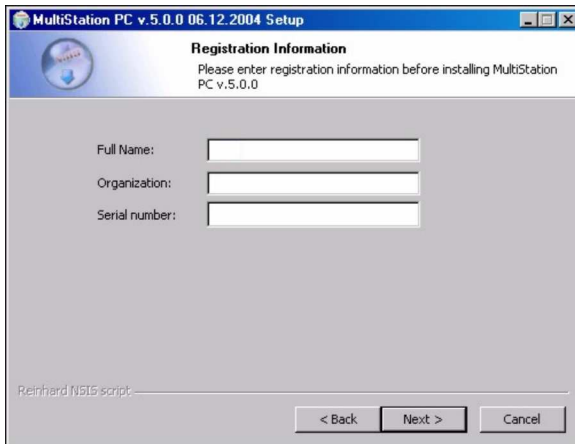 MultiStation PC v.5.0.0 06.12.2004 Setup
Registration Information
Please enter registration information before installing MultiStation
PC v.5.0.0
Full Name:
Organization:
Serial number:
Reinhard NSIS script
< Back
Next >
Cancel